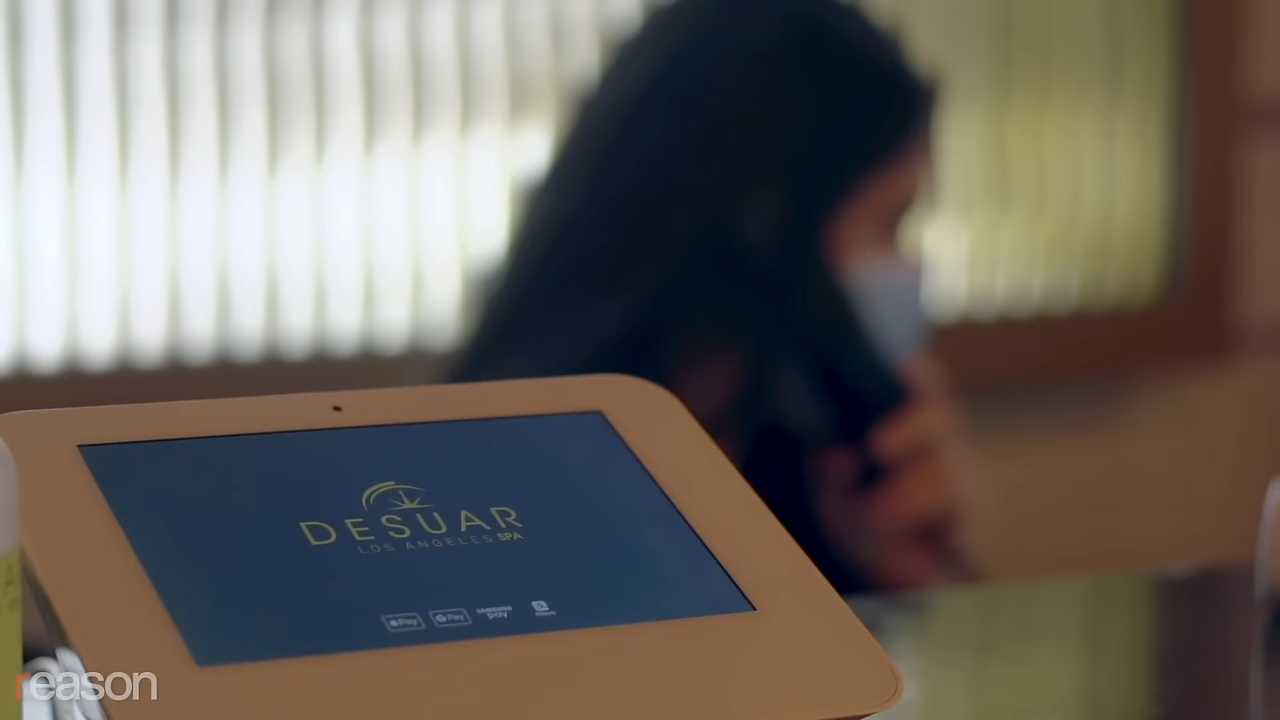 DESUAR
LOS ANGELES SPA
Pay
G Pay
SAMSUNG pay
reason